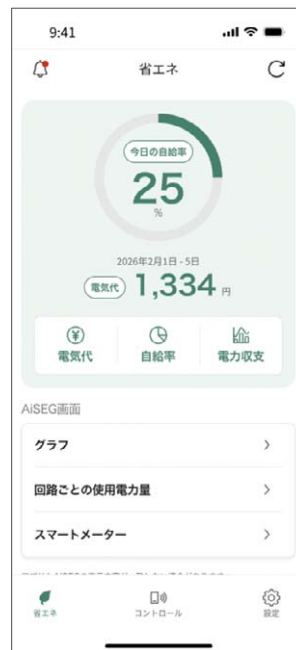 9:41
省エネ
今日の自給率
25
%
2026年2月1日 - 5日
電気代 1,334 円
電気代 自給率 電力収支
AiSEG画面
グラフ
回路ごとの使用電力量
スマートメーター
省エネ コントロール 設定